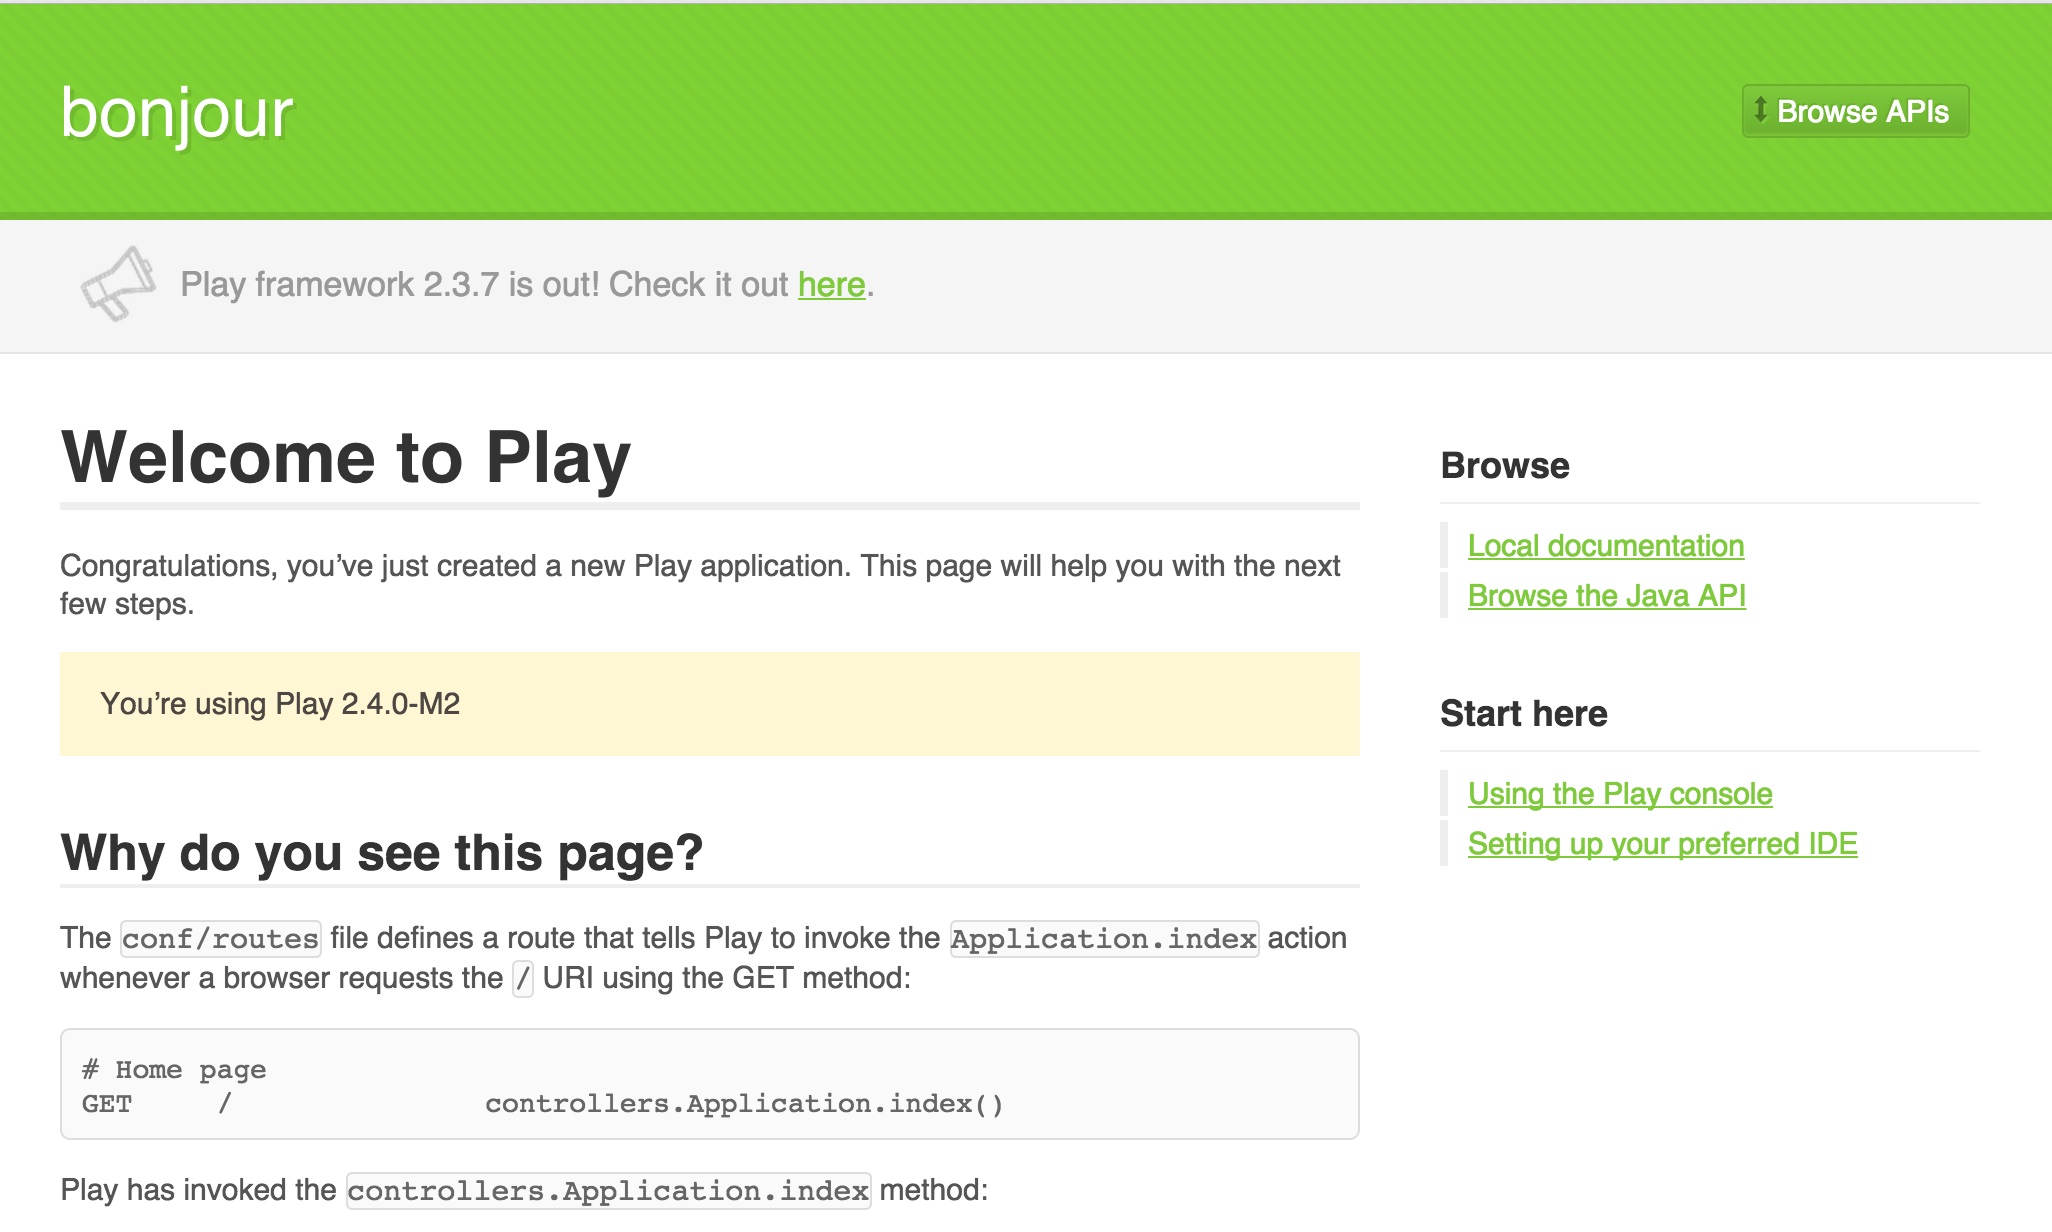 bonjour
Browse APIs
Play framework 2.3.7 is out! Check it out here.
Welcome to Play
Congratulations, you’ve just created a new Play application. This page will help you with the next
few steps.
You’re using Play 2.4.0-M2
Why do you see this page?
The conf/routes file defines a route that tells Play to invoke the Application.index action
whenever a browser requests the / URI using the GET method:
# Home page
GET     /               controllers.Application.index()
Play has invoked the controllers.Application.index method:
Browse
Local documentation
Browse the Java API
Start here
Using the Play console
Setting up your preferred IDE